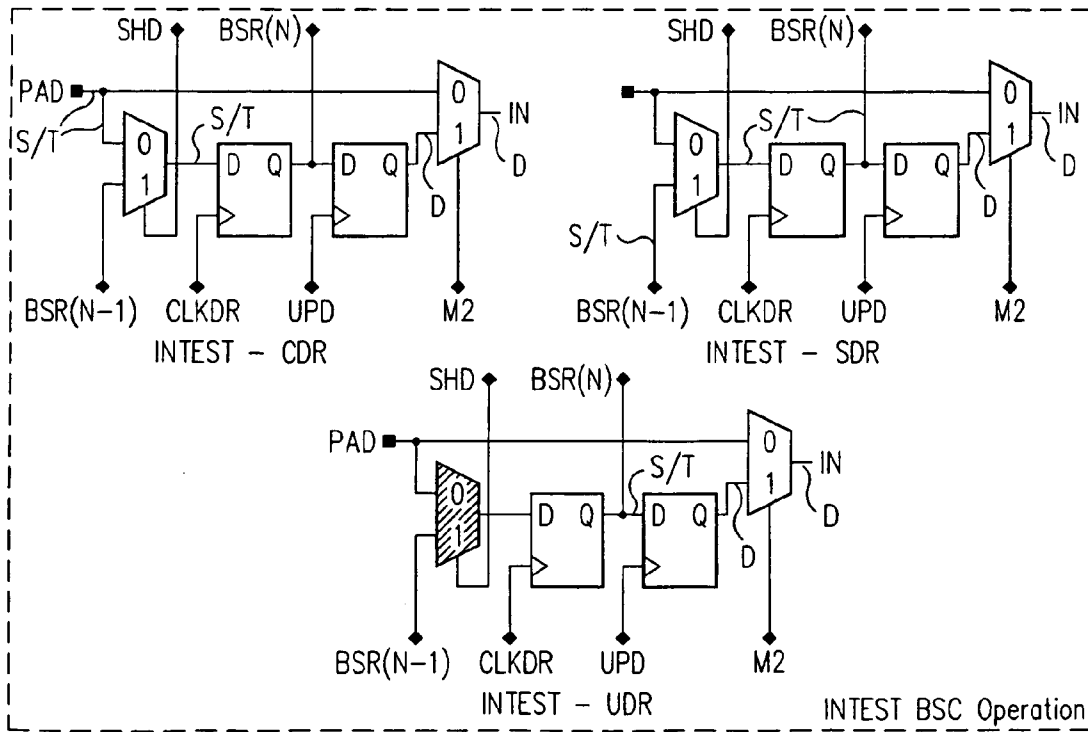 SHD BSR(N)
PAD 0 IN
S/T 0 S/T D Q D Q 1 D
1 D
BSR(N-1) CLKDR UPD M2
INTEST - CDR
SHD BSR(N)
0 IN
0 S/T D Q D Q 1 D
1 D
S/T
BSR(N-1) CLKDR UPD M2
INTEST - SDR
SHD BSR(N)
PAD 0 IN
0 S/T 1 D
1 D Q D Q D
BSR(N-1) CLKDR UPD M2
INTEST - UDR
INTEST BSC Operation